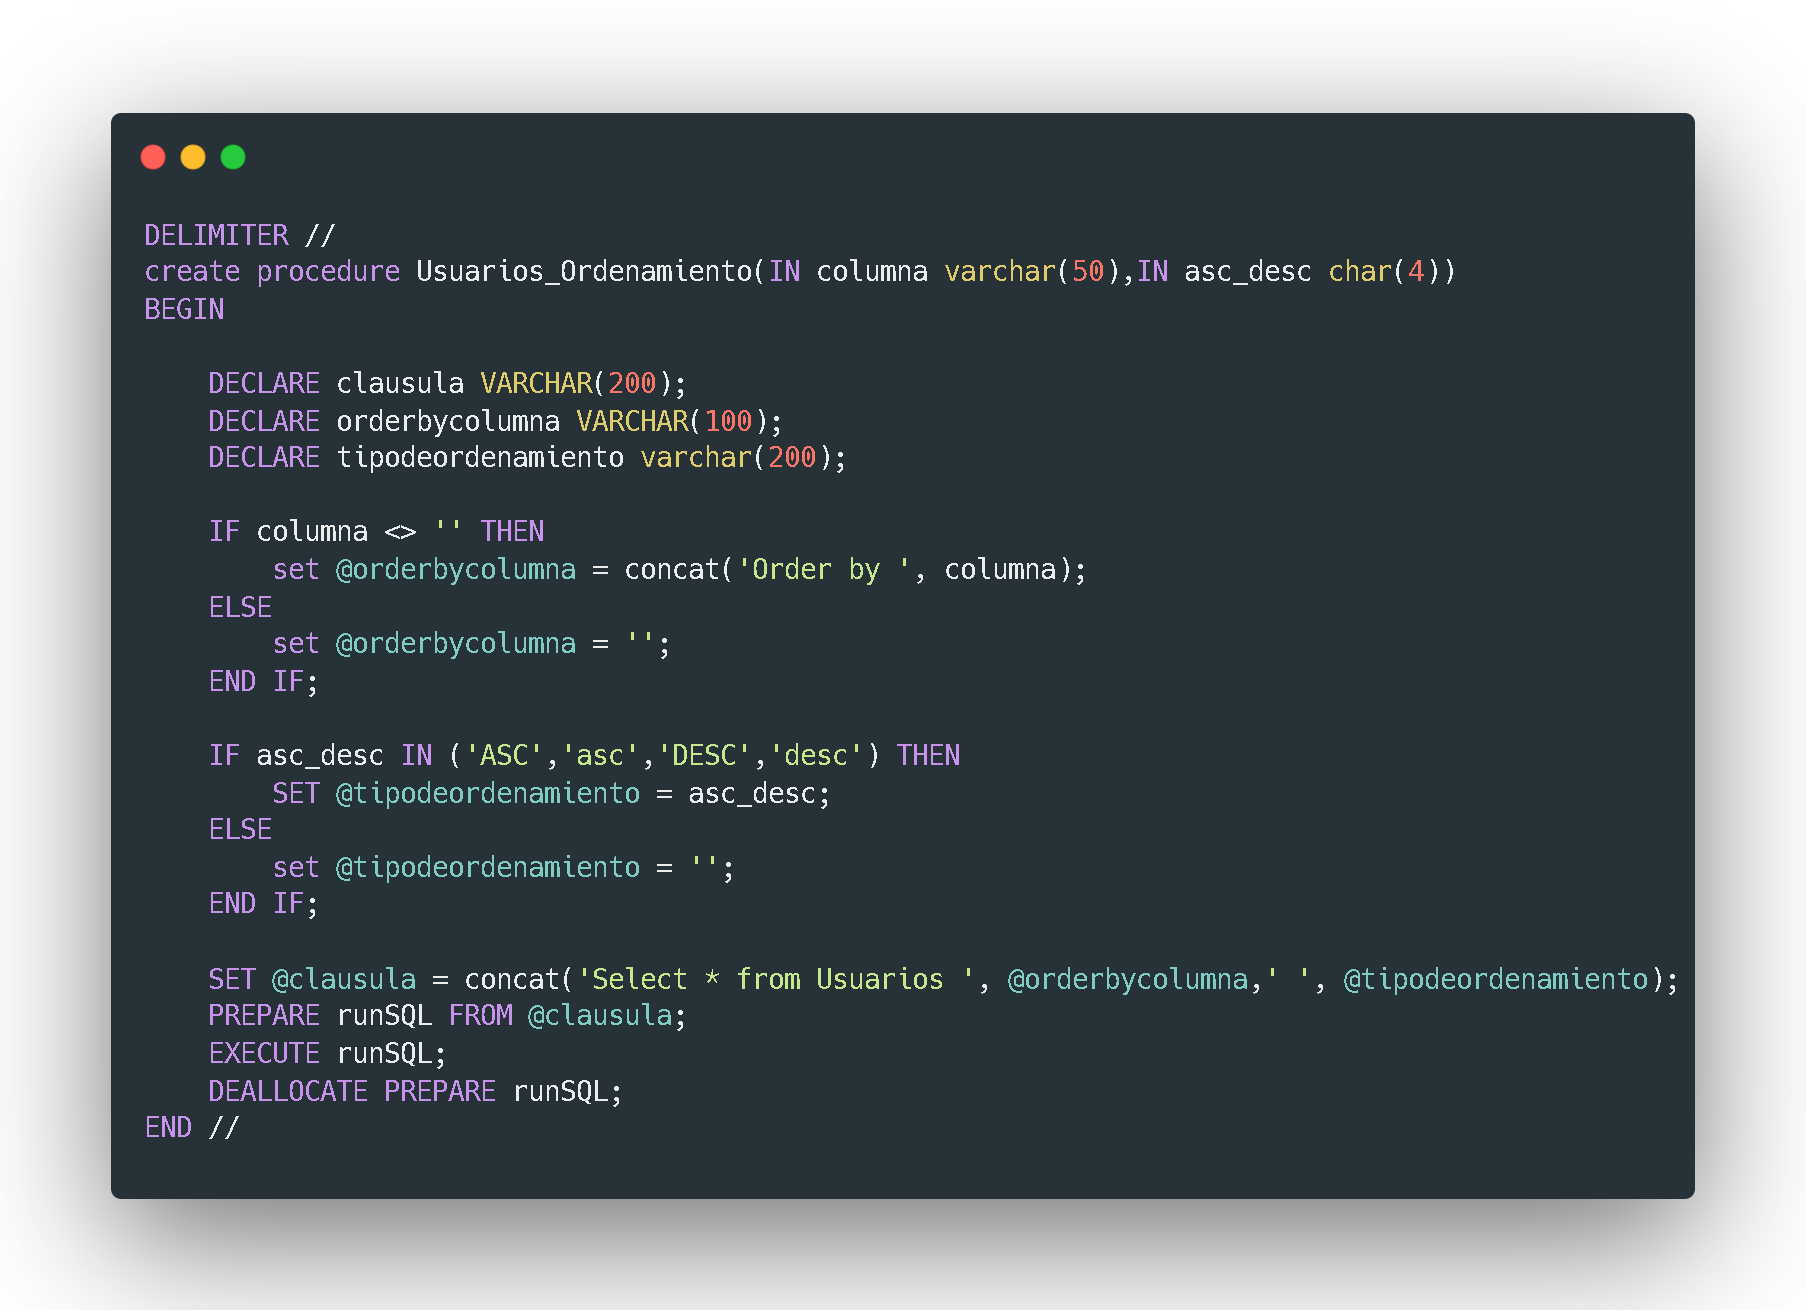 DELIMITER //
create procedure Usuarios_Ordenamiento(IN columna varchar(50),IN asc_desc char(4))
BEGIN
DECLARE clausula VARCHAR(200);
DECLARE orderbycolumna VARCHAR(100);
DECLARE tipodeordenamiento varchar(200);
IF columna <> '' THEN
set @orderbycolumna = concat('Order by ', columna);
ELSE
set @orderbycolumna = '';
END IF;
IF asc_desc IN ('ASC','asc','DESC','desc') THEN
SET @tipodeordenamiento = asc_desc;
ELSE
set @tipodeordenamiento = '';
END IF;
SET @clausula = concat('Select * from Usuarios ', @orderbycolumna,' ', @tipodeordenamiento);
PREPARE runSQL FROM @clausula;
EXECUTE runSQL;
DEALLOCATE PREPARE runSQL;
END //